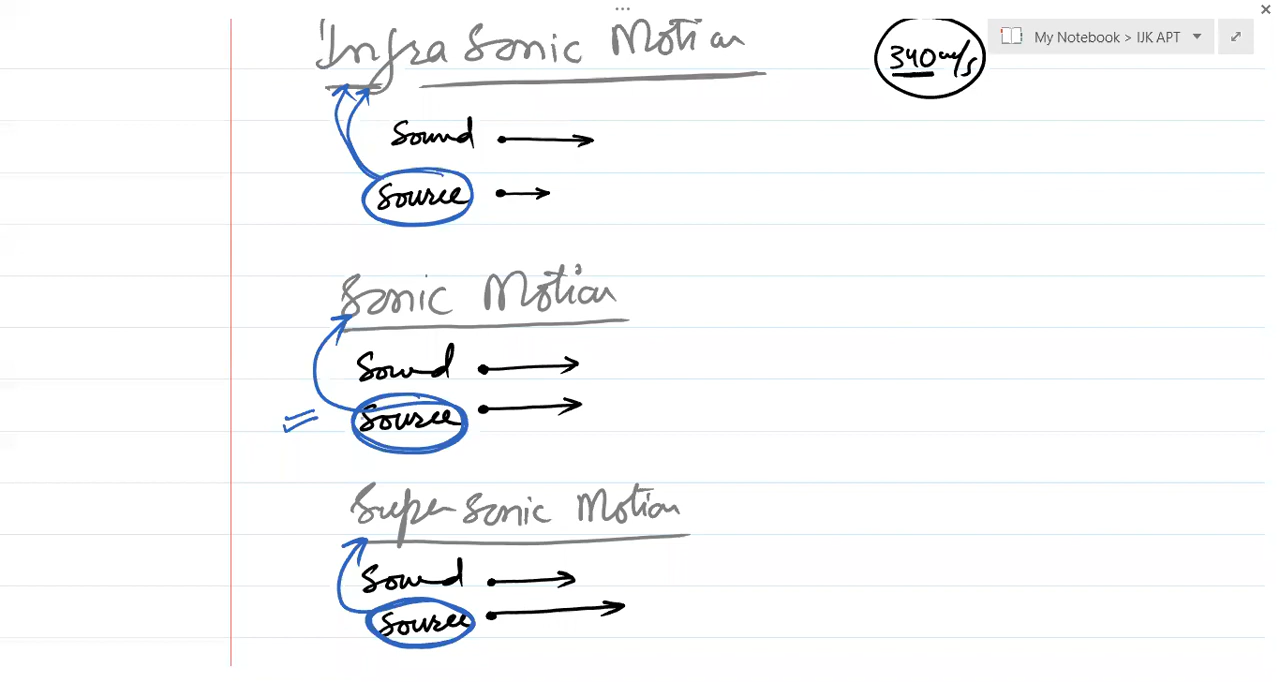 Infra Sonic Motion
340 m/s
My Notebook > IJK APT
Sound
Source
Sonic Motion
Sound
Source
Super Sonic Motion
Sound
Source